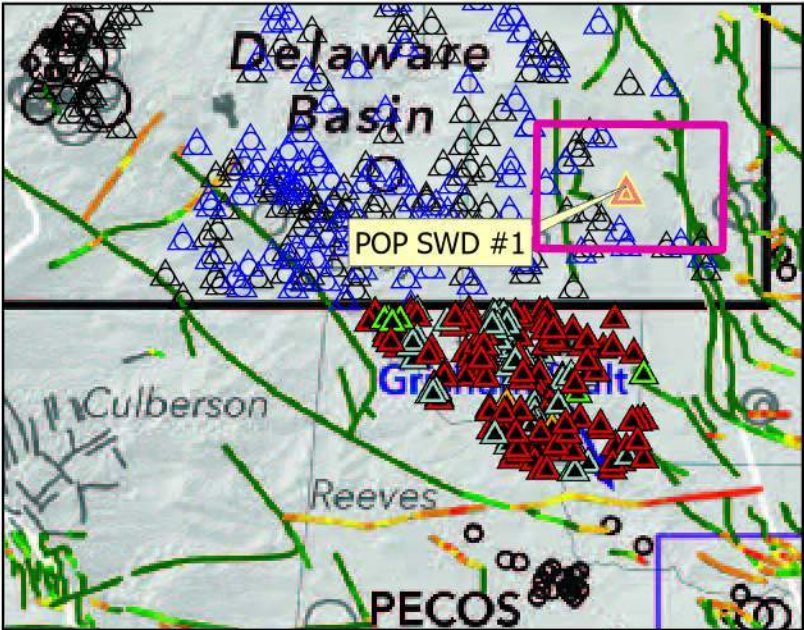 Delaware
Basin
POP SWD #1
Culberson
Reeves
PECOS